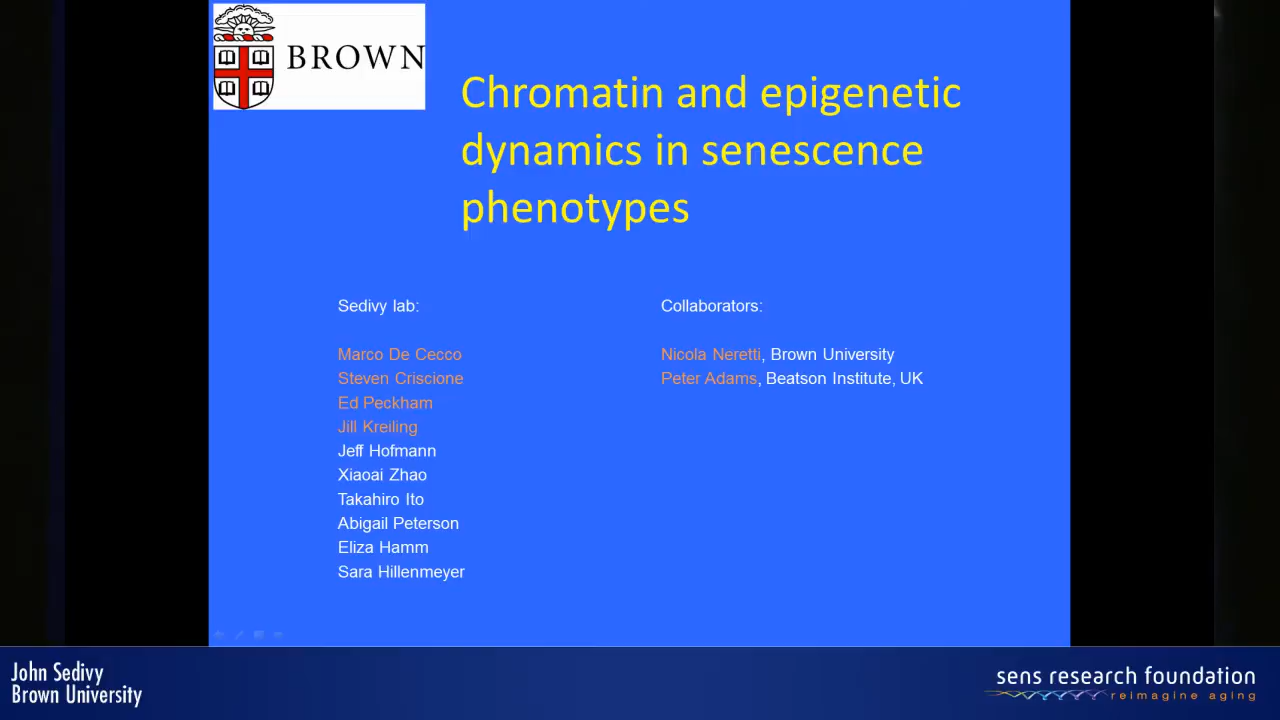 BROWN
Chromatin and epigenetic
dynamics in senescence
phenotypes
Sedivy lab:
Marco De Cecco
Steven Criscione
Ed Peckham
Jill Kreiling
Jeff Hofmann
Xiaoai Zhao
Takahiro Ito
Abigail Peterson
Eliza Hamm
Sara Hillenmeyer
Collaborators:
Nicola Neretti, Brown University
Peter Adams, Beatson Institute, UK
John Sedivy
Brown University
sens research foundation
reimagine aging